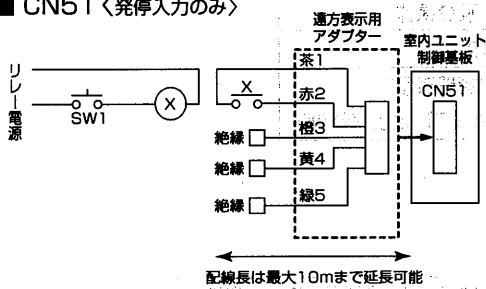 ■ CN51〈発停入力のみ〉
遠方表示用
アダプター
室内ユニット
制御基板
リレー電源
SW1
X
X
茶1
赤2
絶縁
橙3
絶縁
黄4
絶縁
緑5
CN51
配線長は最大10mまで延長可能